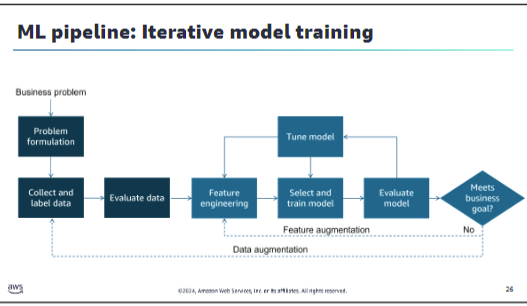 ML pipeline: Iterative model training
Business problem
Problem
formulation
Tune model
Collect and
label data
Evaluate data
Feature
engineering
Select and
train model
Evaluate
model
Meets
business
goal?
Feature augmentation
No
Data augmentation
aws
©2024, Amazon Web Services, Inc. or its affiliates. All rights reserved.
26